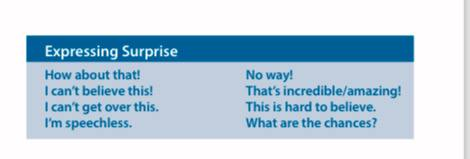 Expressing Surprise
How about that!
I can't believe this!
I can't get over this.
I'm speechless.
No way!
That's incredible/amazing!
This is hard to believe.
What are the chances?